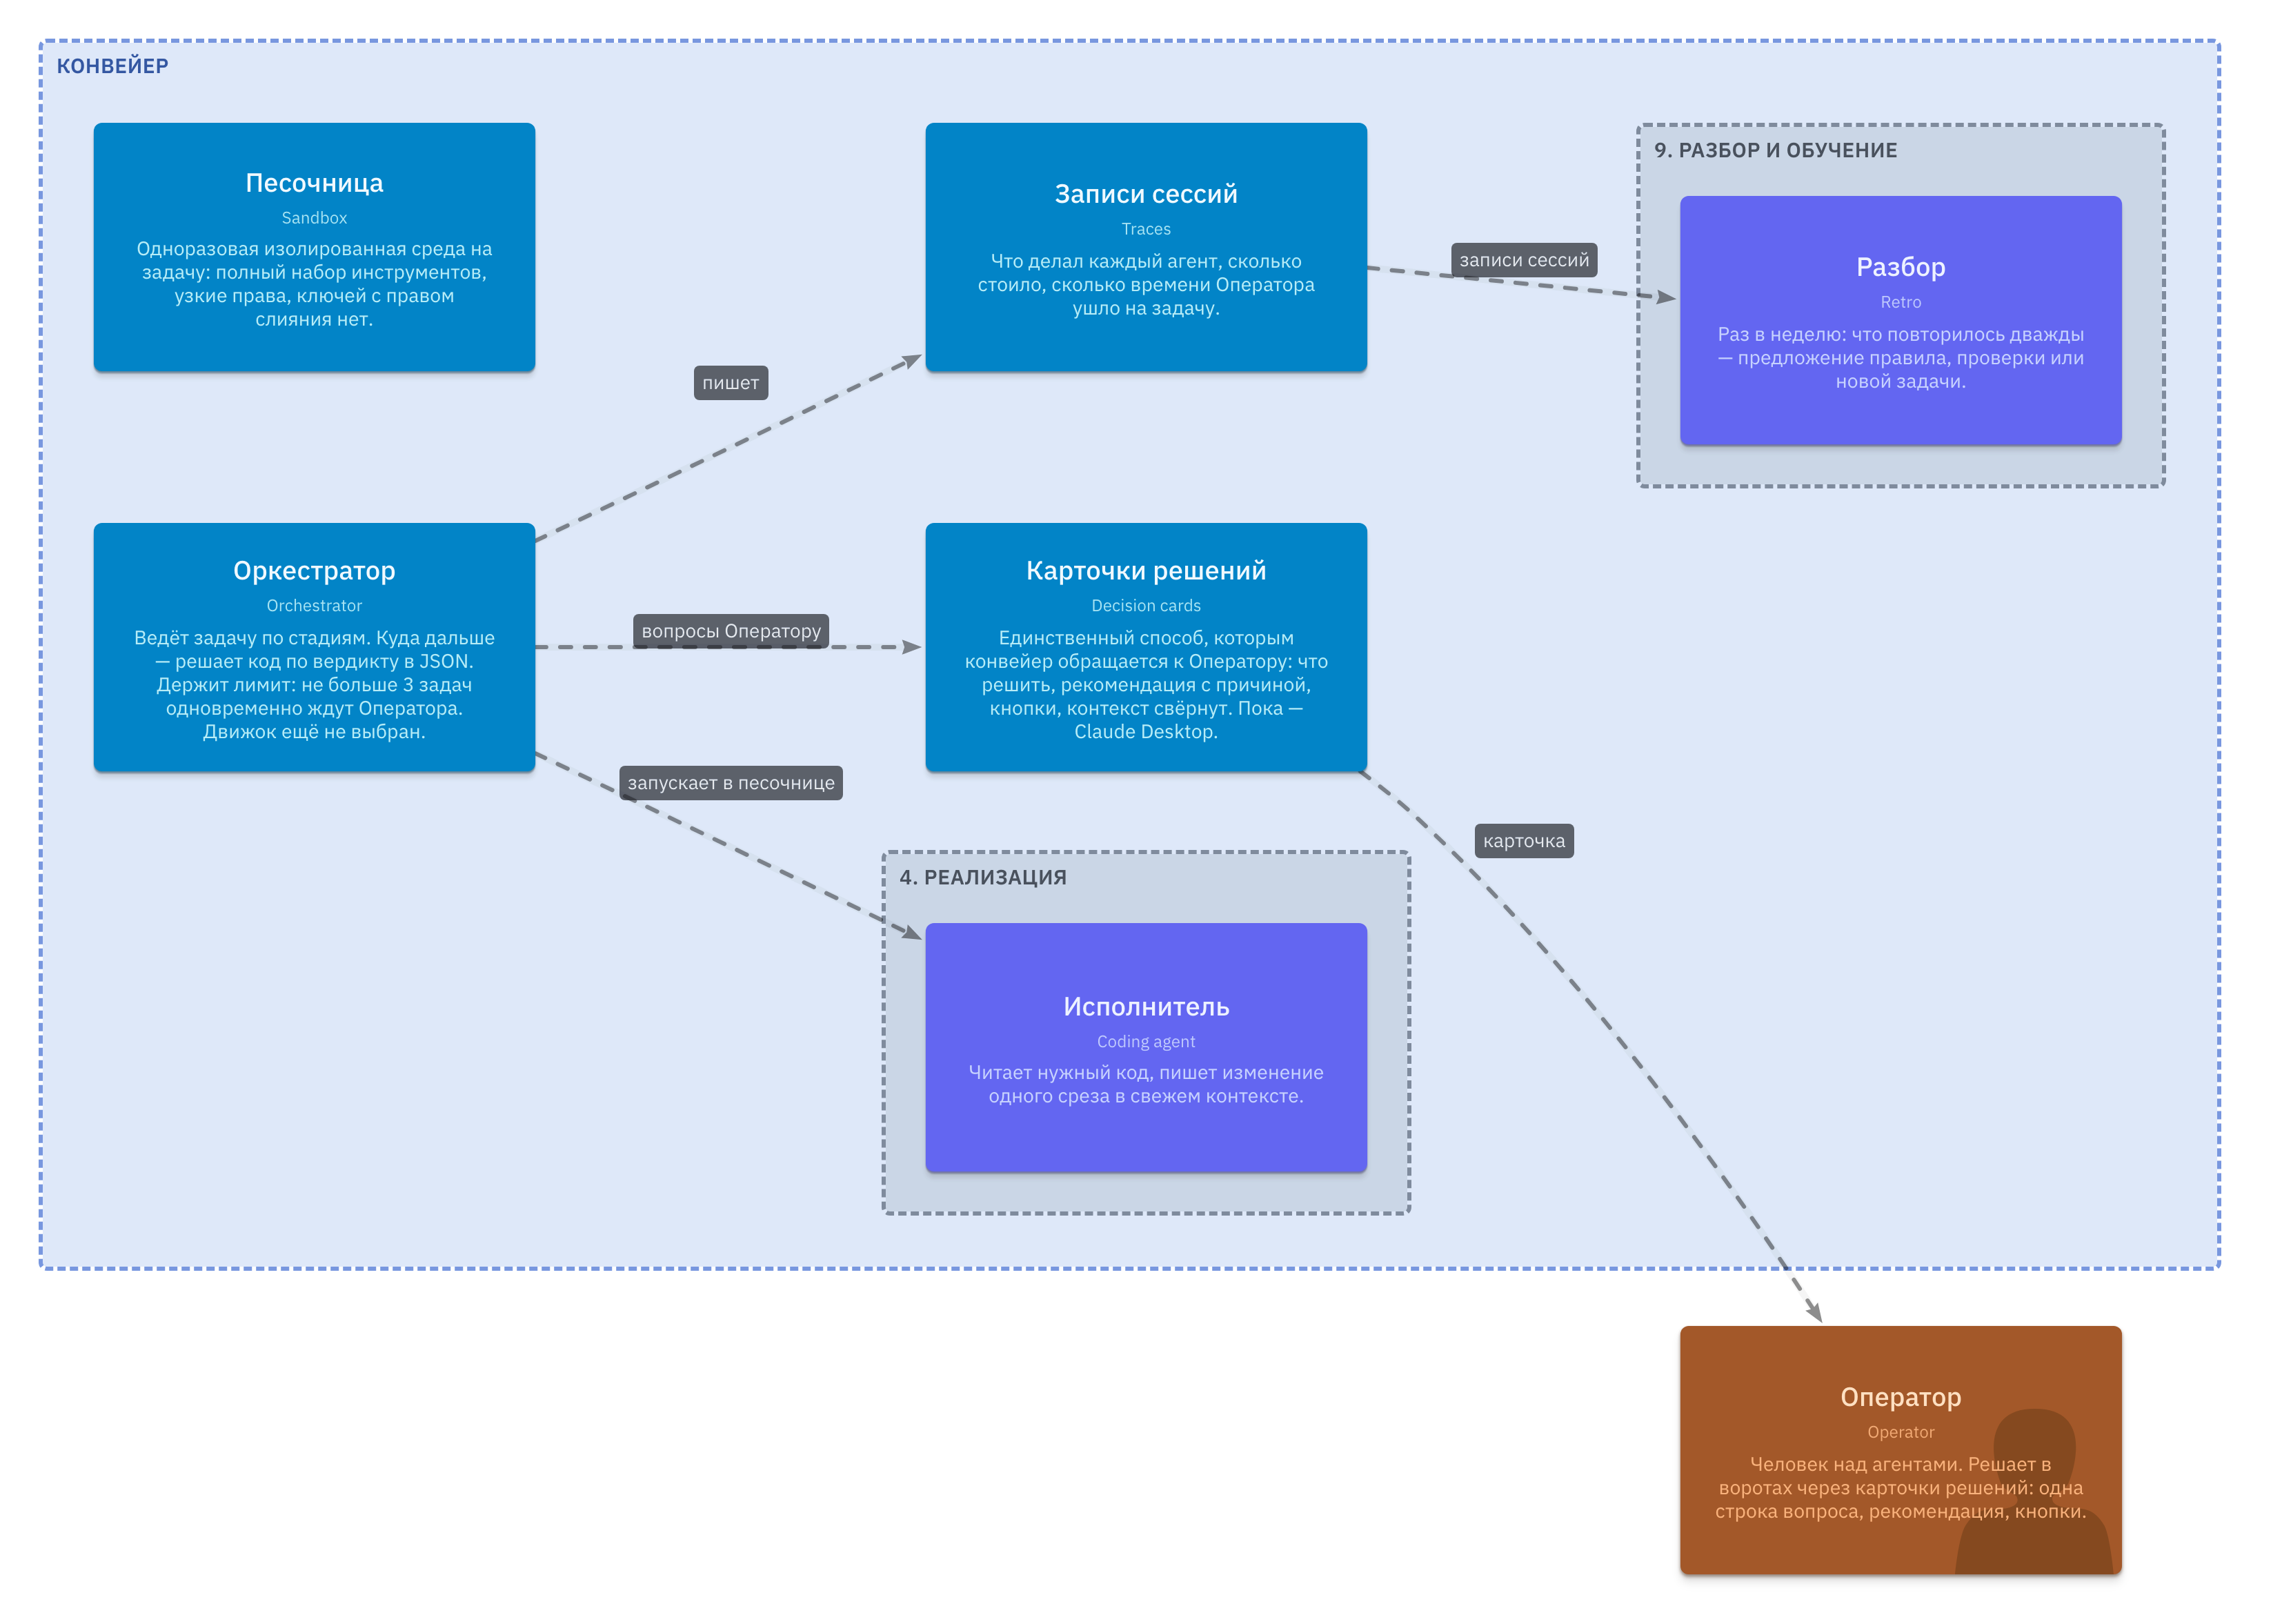 КОНВЕЙЕР
Песочница
Sandbox
Одноразовая изолированная среда на
задачу: полный набор инструментов,
узкие права, ключей с правом
слияния нет.
Записи сессий
Traces
Что делал каждый агент, сколько
стоило, сколько времени Оператора
ушло на задачу.
записи сессий
9. РАЗБОР И ОБУЧЕНИЕ
Разбор
Retro
Раз в неделю: что повторилось дважды
— предложение правила, проверки или
новой задачи.
пишет
Оркестратор
Orchestrator
Ведёт задачу по стадиям. Куда дальше
— решает код по вердикту в JSON.
Держит лимит: не больше 3 задач
одновременно ждут Оператора.
Движок ещё не выбран.
вопросы Оператору
Карточки решений
Decision cards
Единственный способ, которым
конвейер обращается к Оператору: что
решить, рекомендация с причиной,
кнопки, контекст свёрнут. Пока —
Claude Desktop.
запускает в песочнице
карточка
4. РЕАЛИЗАЦИЯ
Исполнитель
Coding agent
Читает нужный код, пишет изменение
одного среза в свежем контексте.
Оператор
Operator
Человек над агентами. Решает в
воротах через карточки решений: одна
строка вопроса, рекомендация, кнопки.